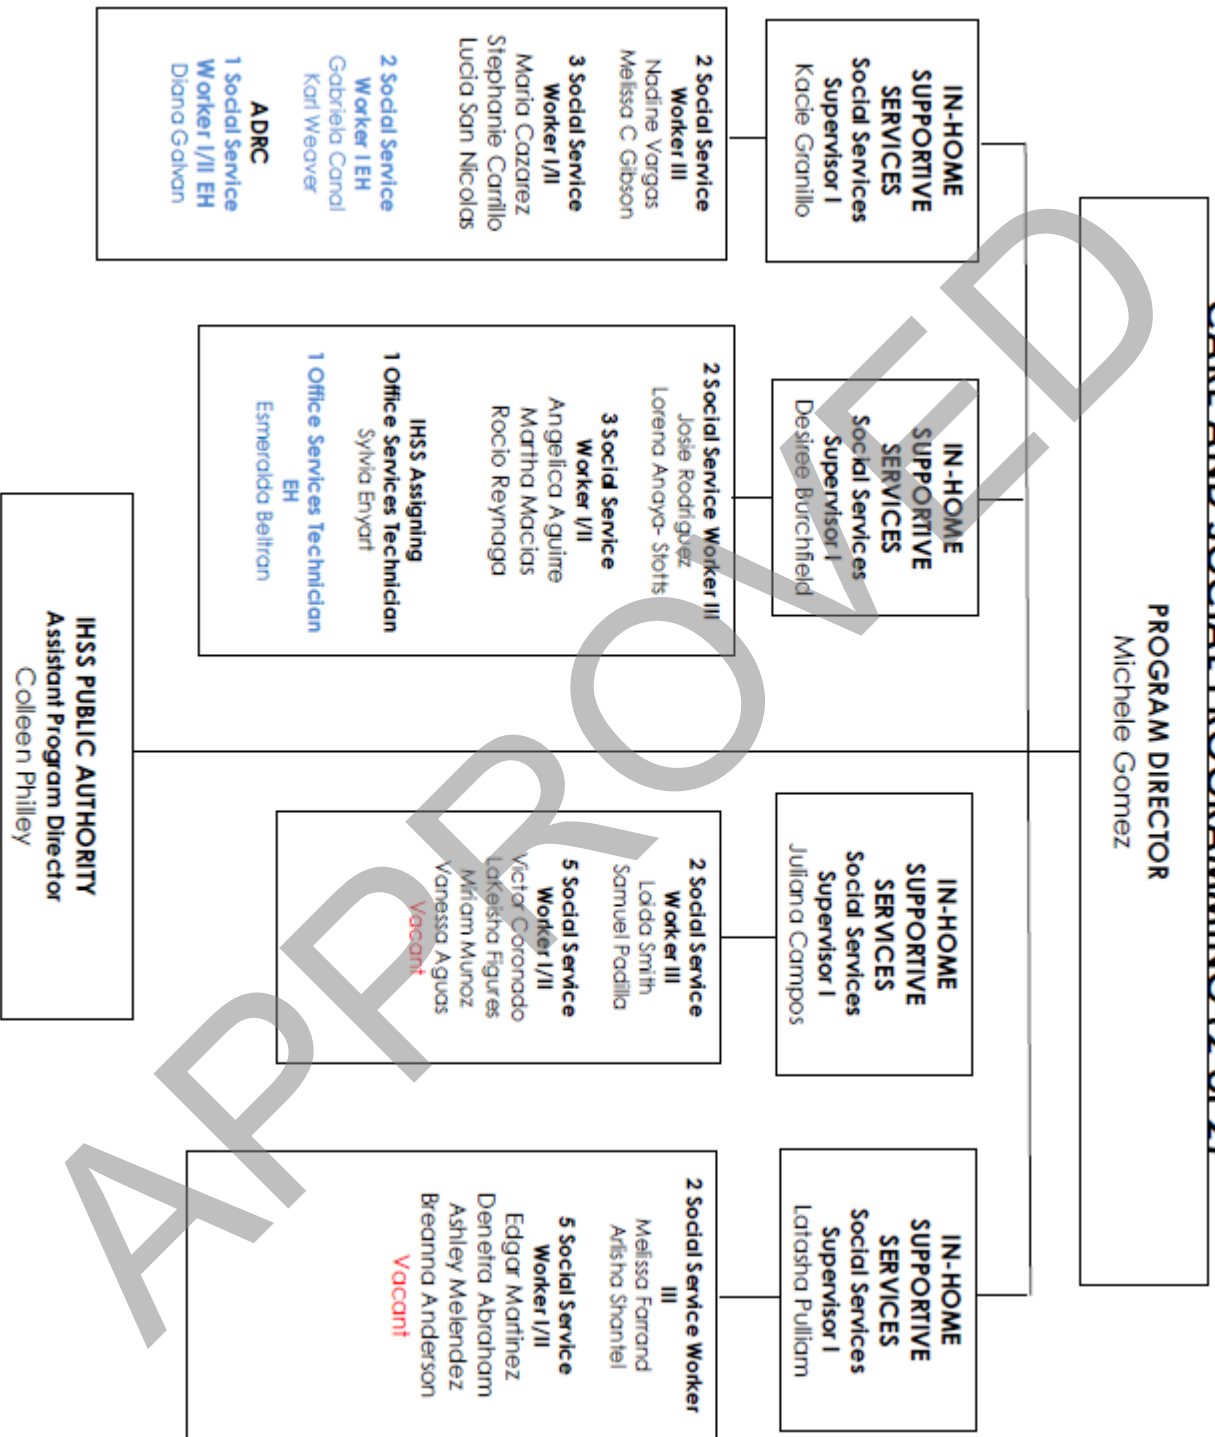 PROGRAM DIRECTOR
Michele Gomez
IN-HOME
SUPPORTIVE
SERVICES
Social Services
Supervisor I
Kacie Granillo
2 Social Service
Worker III
Nadine Vargas
Melissa C Gibson
3 Social Service
Worker I/II
Maria Cazarez
Stephanie Carrillo
Lucia San Nicolas
2 Social Service
Worker I EH
Gabriela Canal
Karl Weaver
ADRC
1 Social Service
Worker I/II EH
Diana Galvan
IN-HOME
SUPPORTIVE
SERVICES
Social Services
Supervisor I
Desiree Burchfield
2 Social Service Worker III
Josie Rodriguez
Lorena Anaya- Stotts
3 Social Service
Worker I/II
Angelica Aguirre
Martha Macias
Rocio Reynaga
IHSS Assigning
1 Office Services Technician
Sylvia Enyart
1 Office Services Technician
EH
Esmeralda Beltran
IN-HOME
SUPPORTIVE
SERVICES
Social Services
Supervisor I
Juliana Campos
2 Social Service
Worker III
Loida Smith
Samuel Padilla
5 Social Service
Worker I/II
Victor Coronado
LaKeisha Figures
Miriam Munoz
Vanessa Aguas
Vacant
IN-HOME
SUPPORTIVE
SERVICES
Social Services
Supervisor I
Latasha Pulliam
2 Social Service Worker
III
Melissa Farrand
Arlisha Shantel
5 Social Service
Worker I/II
Edgar Martinez
Denetra Abraham
Ashley Melendez
Breanna Anderson
Vacant
IHSS PUBLIC AUTHORITY
Assistant Program Director
Colleen Philley
APPROVED